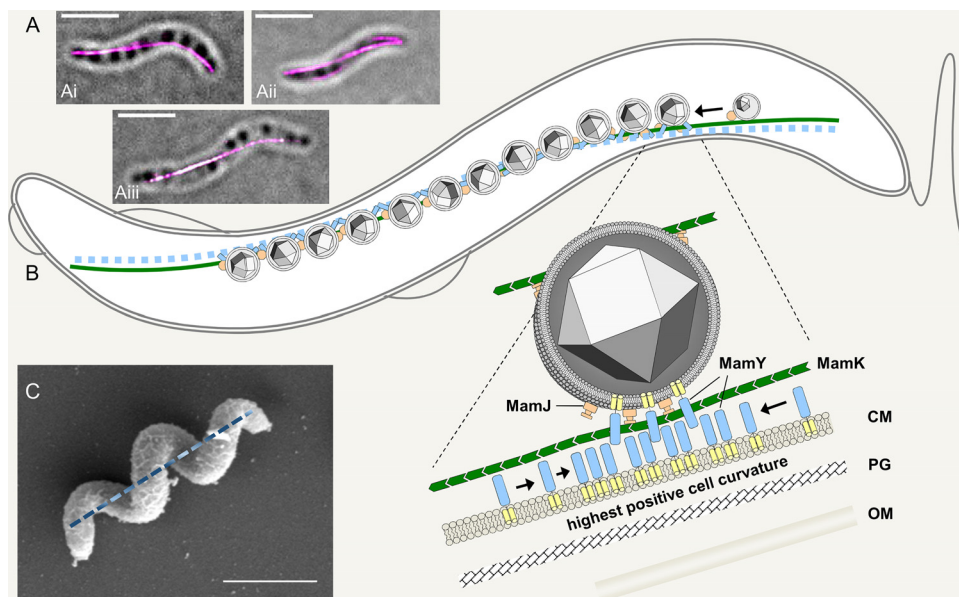 A
Ai
Aii
Aiii
B
C
MamJ
MamY
MamK
CM
PG
OM
highest positive cell curvature